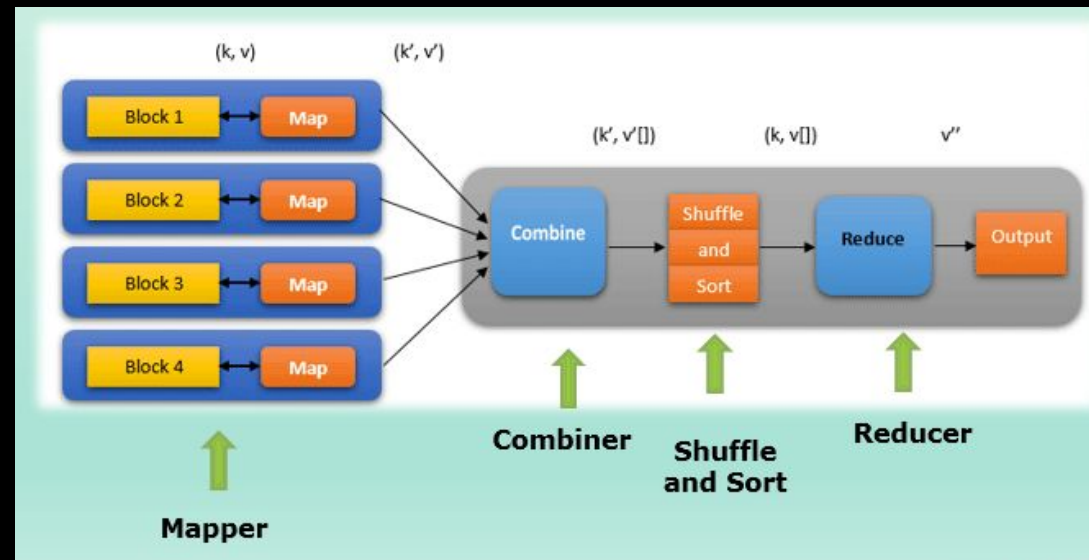 (k, v)
(k’, v’)
Block 1
Map
Block 2
Map
Block 3
Map
Block 4
Map
(k’, v’[])
(k, v[])
v’’
Combine
Shuffle
and
Sort
Reduce
Output
Mapper
Combiner
Shuffle
and Sort
Reducer